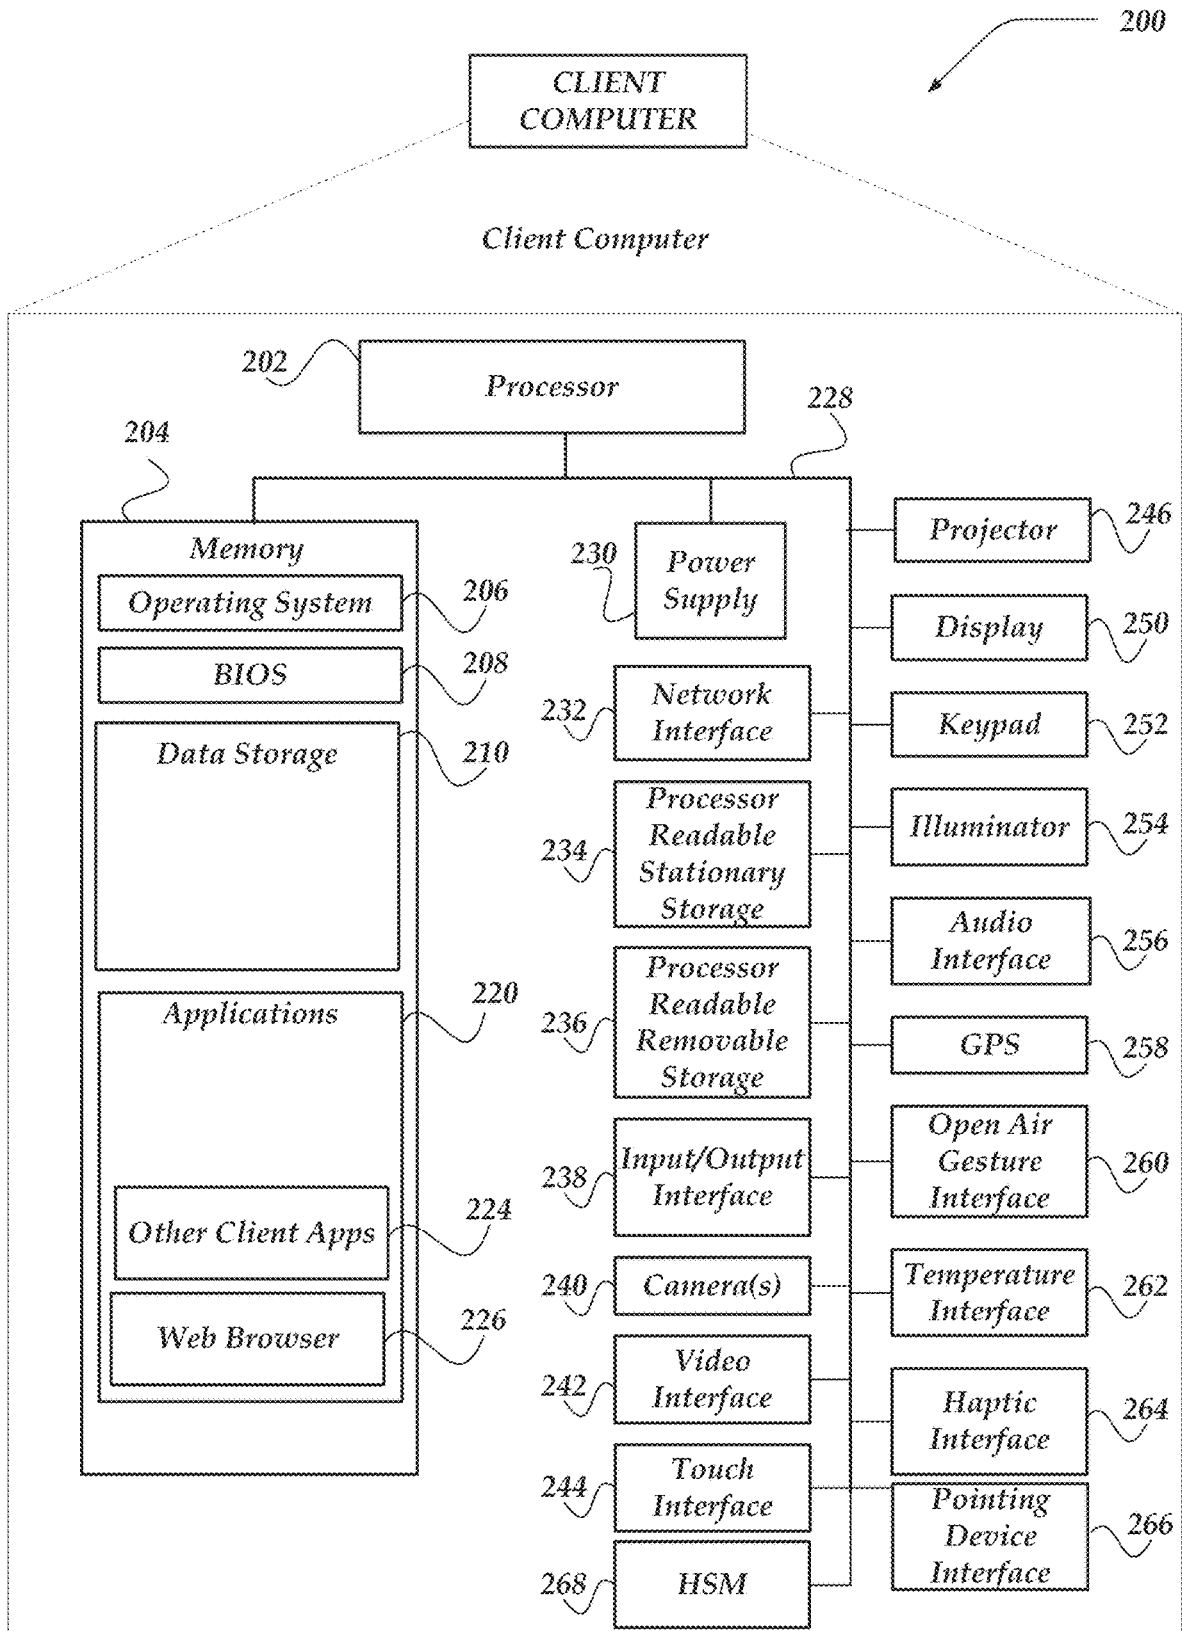 200
CLIENT
COMPUTER
Client Computer
202
Processor
228
204
Memory
Operating System
206
BIOS
208
Data Storage
210
Applications
220
Other Client Apps
224
Web Browser
226
230
Power
Supply
232
Network
Interface
234
Processor
Readable
Stationary
Storage
236
Processor
Readable
Removable
Storage
238
Input/Output
Interface
240
Camera(s)
242
Video
Interface
244
Touch
Interface
268
HSM
Projector
246
Display
250
Keypad
252
Illuminator
254
Audio
Interface
256
GPS
258
Open Air
Gesture
Interface
260
Temperature
Interface
262
Haptic
Interface
264
Pointing
Device
Interface
266